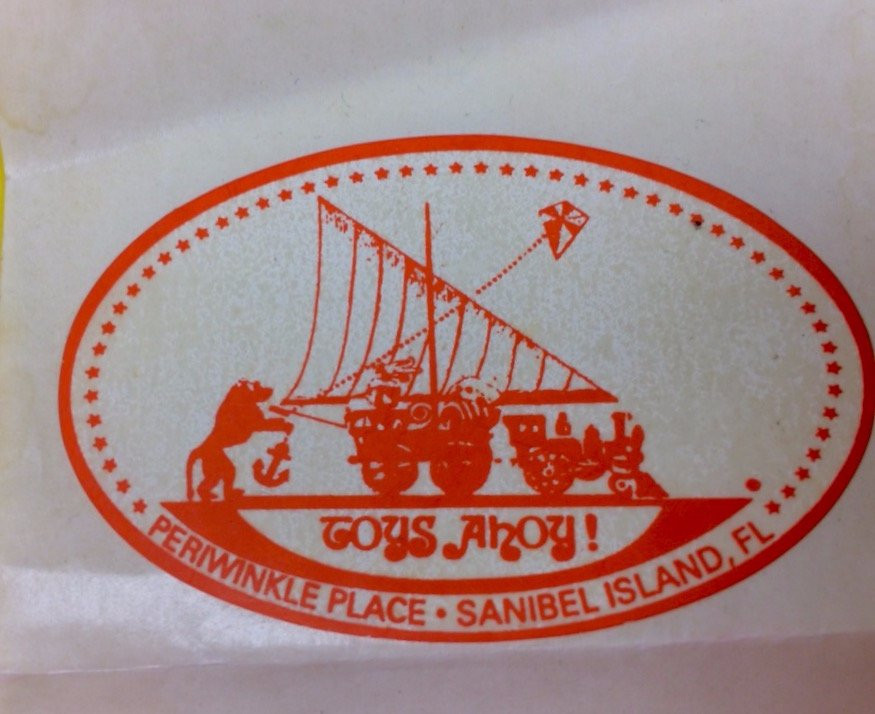 Toys Ahoy!
PERIWINKLE PLACE • SANIBEL ISLAND, FL